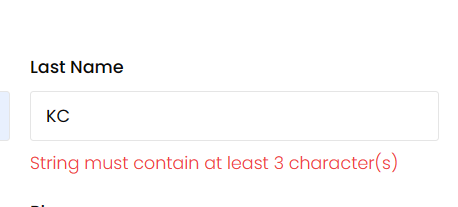 Last Name
KC
String must contain at least 3 character(s)